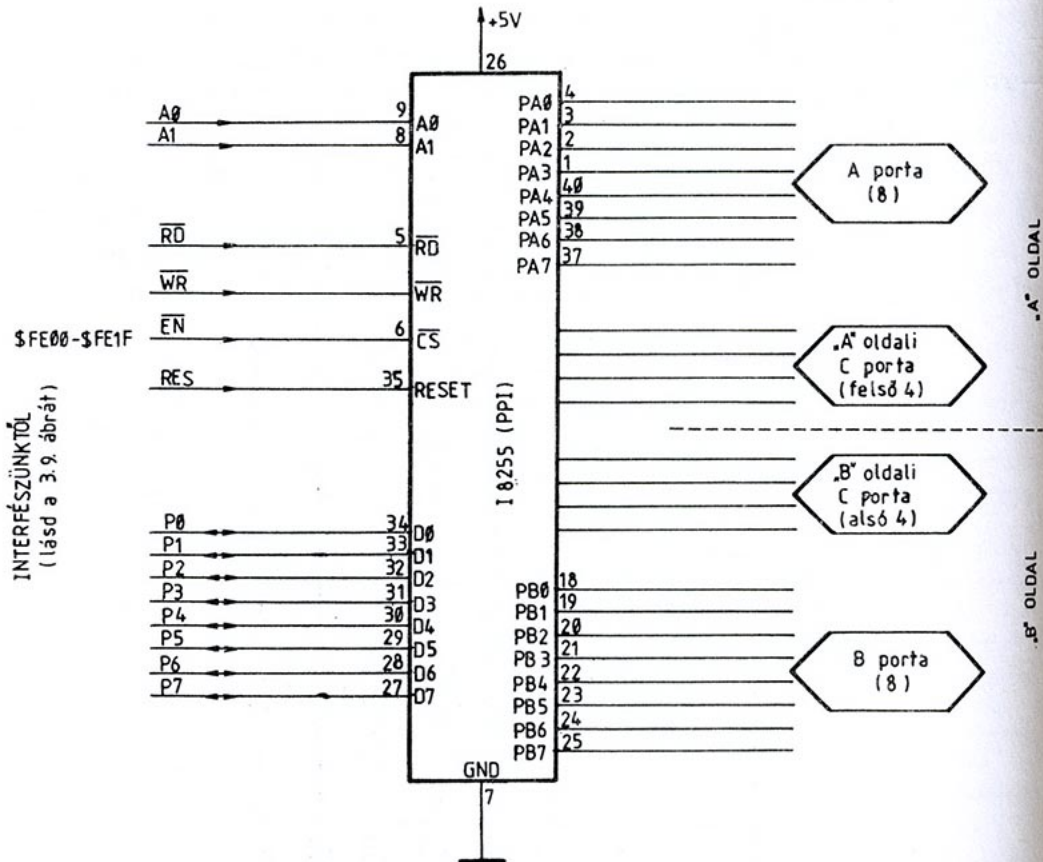 +5V
26
A0 9 A0
A1 8 A1
RD 5 RD
WR WR
$FE00-$FE1F EN 6 CS
RES 35 RESET
INTERFÉSZÜNKTŐL
(lásd a 3.9. ábrát)
P0 34 D0
P1 33 D1
P2 32 D2
P3 31 D3
P4 30 D4
P5 29 D5
P6 28 D6
P7 27 D7
I 8255 (PPI)
GND
7
PA0 4
PA1 3
PA2 2
PA3 1
PA4 40
PA5 39
PA6 38
PA7 37
A porta
(8)
„A" oldali
C porta
(felső 4)
„A" OLDAL
„B" oldali
C porta
(alsó 4)
„B" OLDAL
PB0 18
PB1 19
PB2 20
PB3 21
PB4 22
PB5 23
PB6 24
PB7 25
B porta
(8)